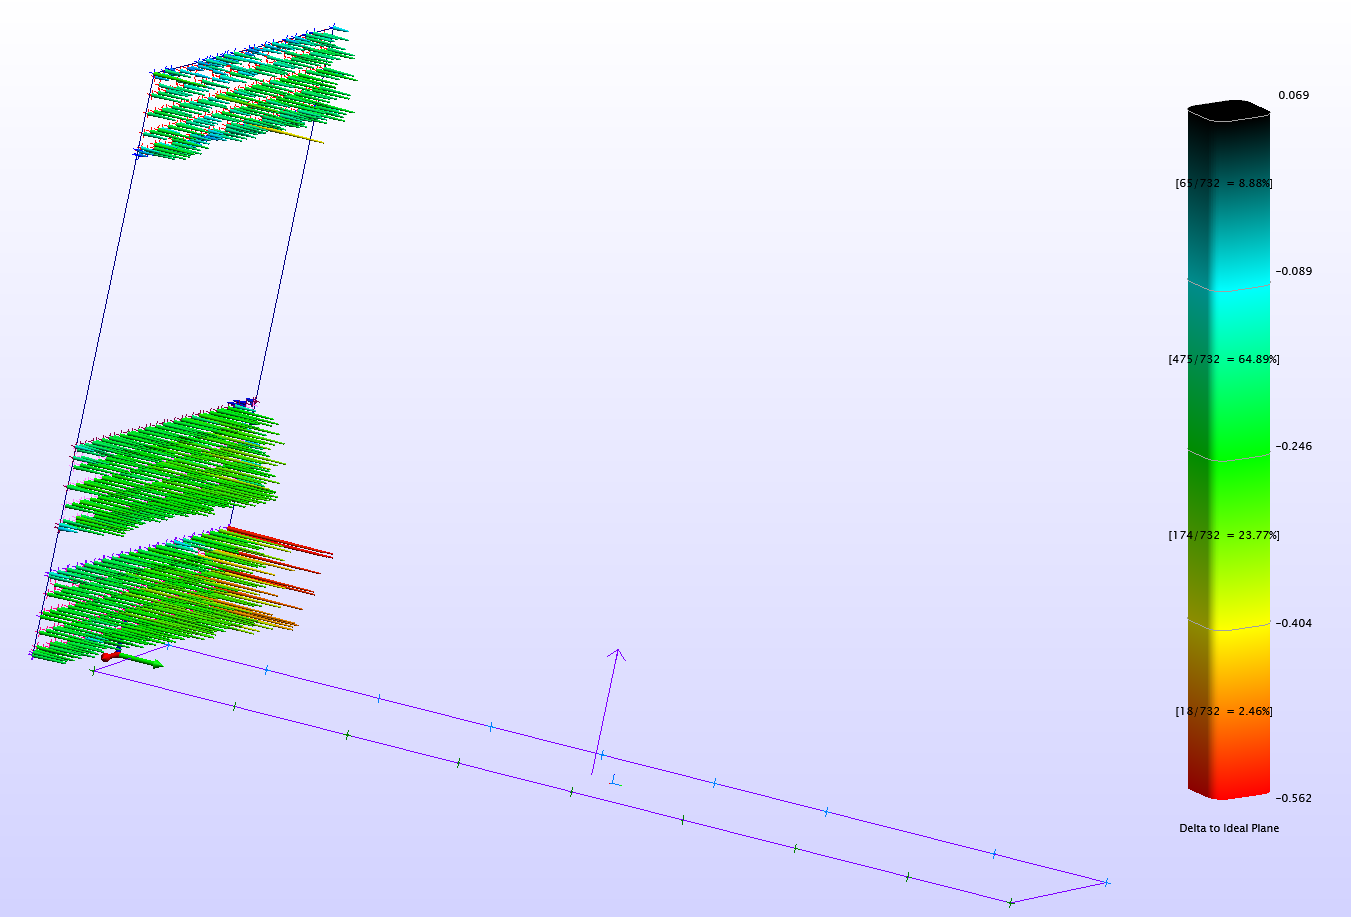 0.069
[65/732 = 8.88%]
-0.089
[475/732 = 64.89%]
-0.246
[174/732 = 23.77%]
-0.404
[18/732 = 2.46%]
-0.562
Delta to Ideal Plane